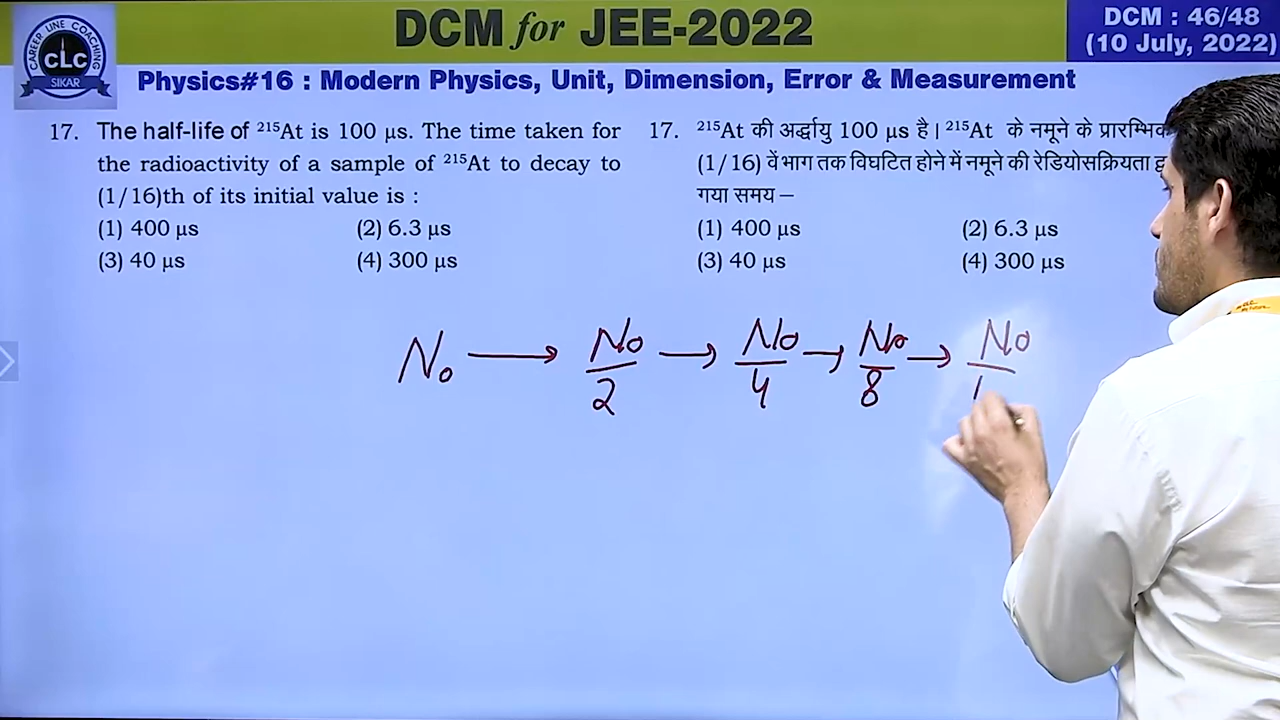 DCM for JEE-2022
DCM : 46/48
(10 July, 2022)
CAREER LINE COACHING
CLC
SIKAR
Physics#16 : Modern Physics, Unit, Dimension, Error & Measurement
17. The half-life of ²¹⁵At is 100 µs. The time taken for
the radioactivity of a sample of ²¹⁵At to decay to
(1/16)th of its initial value is :
(1) 400 µs (2) 6.3 µs
(3) 40 µs (4) 300 µs
17. ²¹⁵At की अर्द्धायु 100 µs है। ²¹⁵At के नमूने के प्रारम्भिक
(1/16) वें भाग तक विघटित होने में नमूने की रेडियोसक्रियता
गया समय –
(1) 400 µs (2) 6.3 µs
(3) 40 µs (4) 300 µs
N₀ → N₀/2 → N₀/4 → N₀/8 → N₀/1